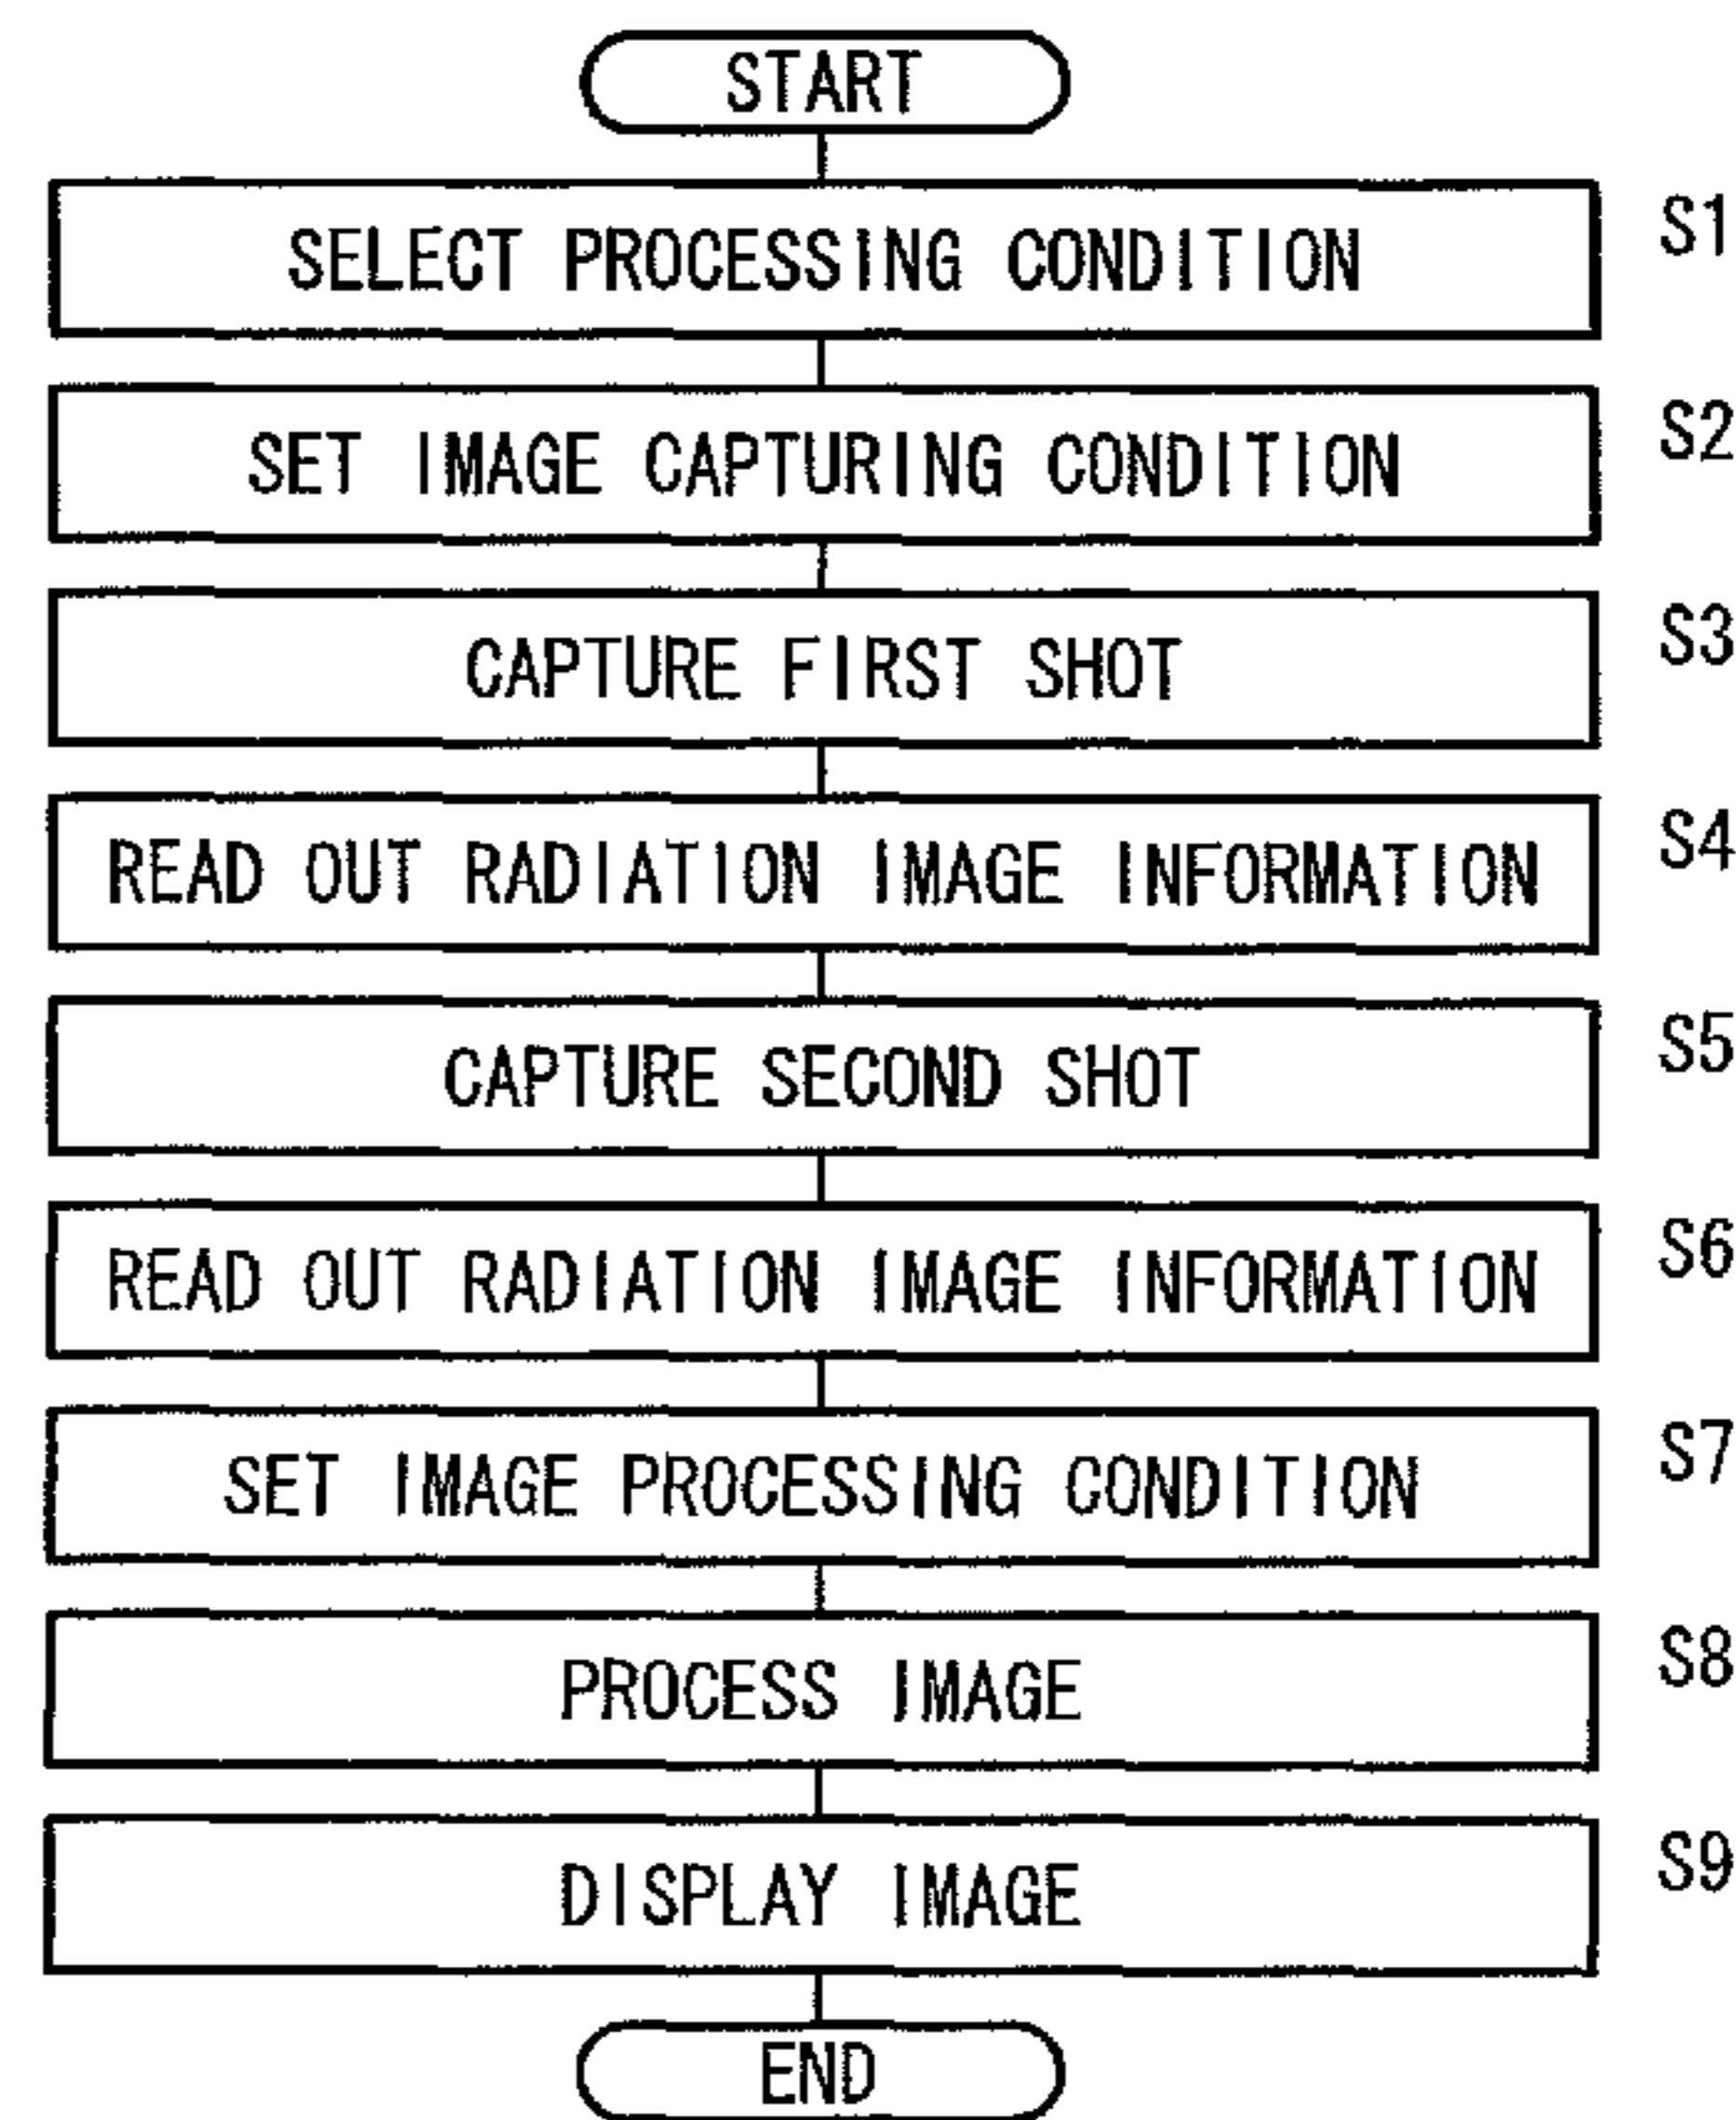 START
SELECT PROCESSING CONDITION S1
SET IMAGE CAPTURING CONDITION S2
CAPTURE FIRST SHOT S3
READ OUT RADIATION IMAGE INFORMATION S4
CAPTURE SECOND SHOT S5
READ OUT RADIATION IMAGE INFORMATION S6
SET IMAGE PROCESSING CONDITION S7
PROCESS IMAGE S8
DISPLAY IMAGE S9
END